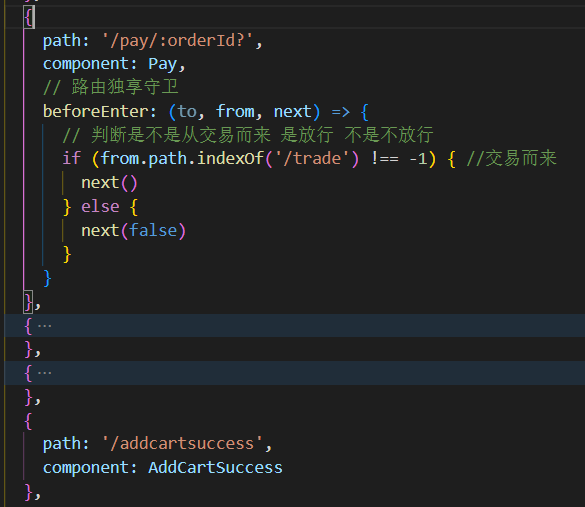 {
path: '/pay/:orderId?',
component: Pay,
// 路由独享守卫
beforeEnter: (to, from, next) => {
// 判断是不是从交易而来 是放行 不是不放行
if (from.path.indexOf('/trade') !== -1) { //交易而来
next()
} else {
next(false)
}
}
},
{ ···
},
{ ···
},
{
path: '/addcartsuccess',
component: AddCartSuccess
},